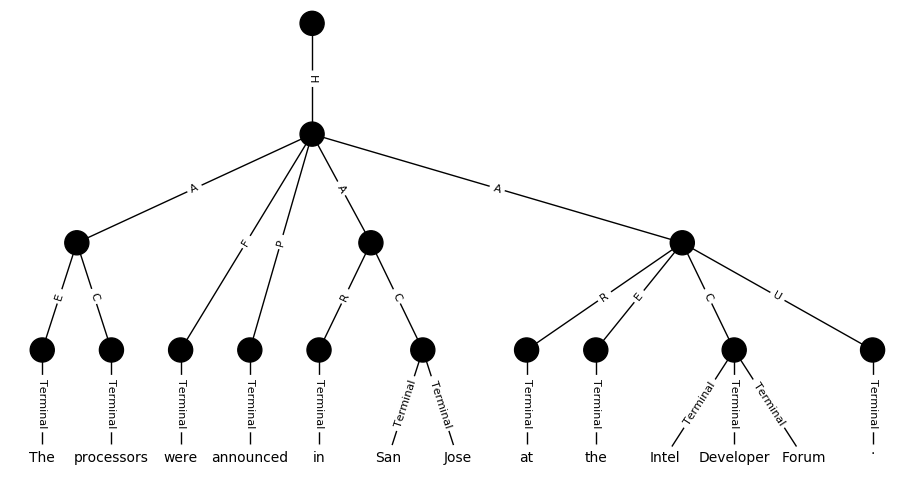 H
A A A
F P
E C R C R E C U
Terminal Terminal Terminal Terminal Terminal Terminal Terminal Terminal Terminal Terminal Terminal Terminal Terminal
The processors were announced in San Jose at the Intel Developer Forum .